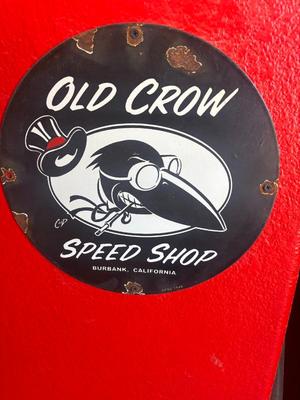 OLD CROW
SPEED SHOP
BURBANK, CALIFORNIA